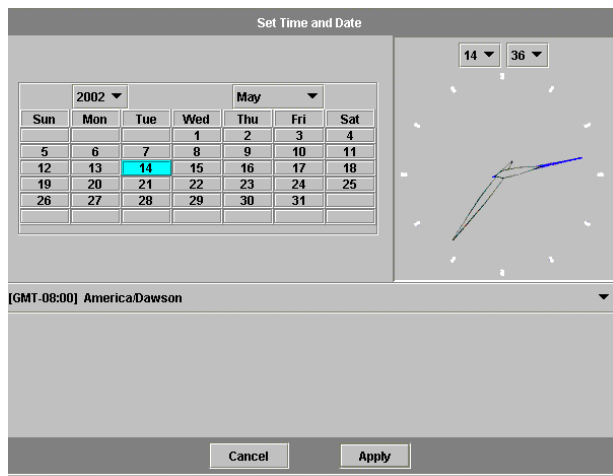 Set Time and Date
14 36
2002 May
Sun Mon Tue Wed Thu Fri Sat
1 2 3 4
5 6 7 8 9 10 11
12 13 14 15 16 17 18
19 20 21 22 23 24 25
26 27 28 29 30 31
[GMT-08:00] America/Dawson
Cancel Apply